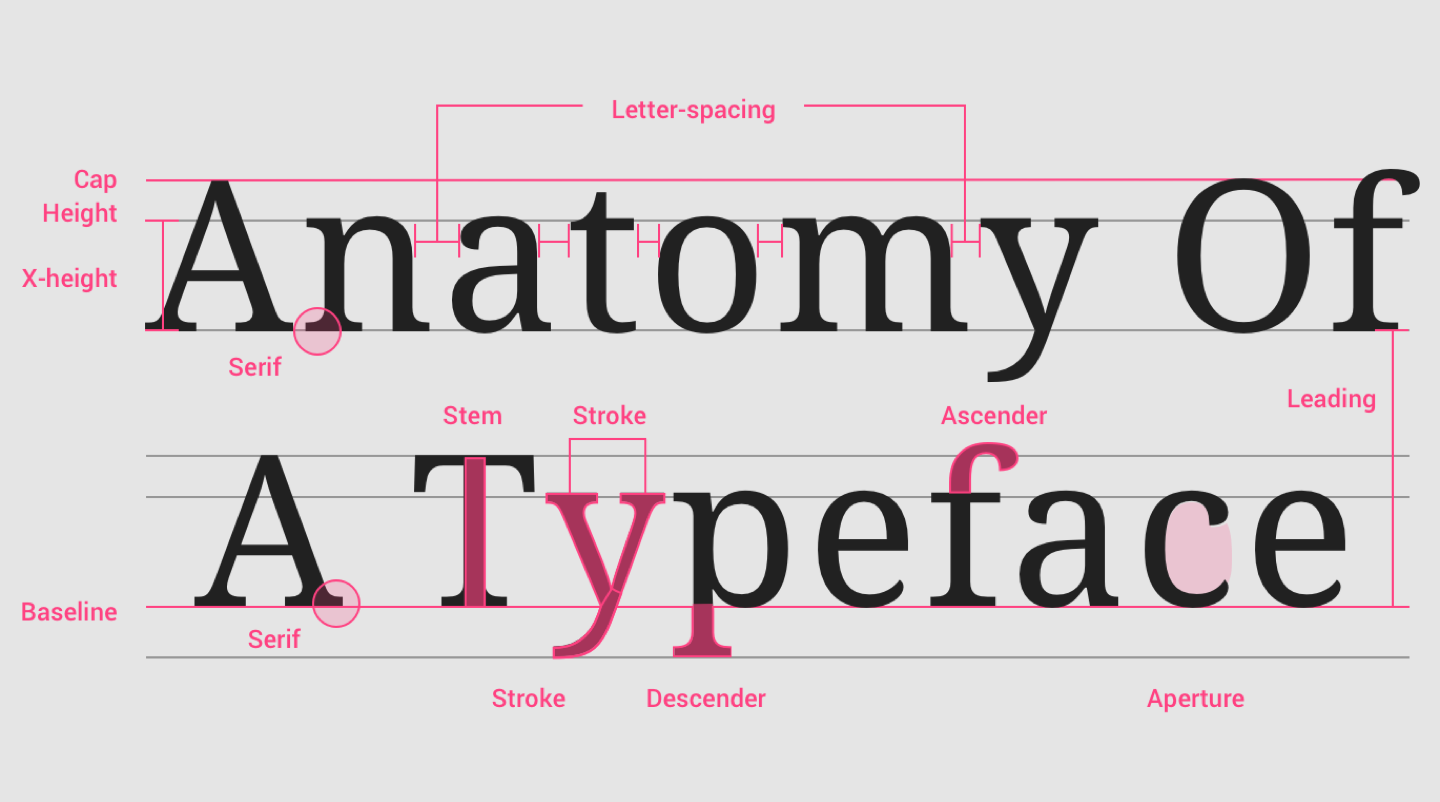 Letter-spacing
Cap
Height
X-height
Anatomy Of
Serif
Leading
Stem
Stroke
Ascender
A Typeface
Baseline
Serif
Stroke
Descender
Aperture